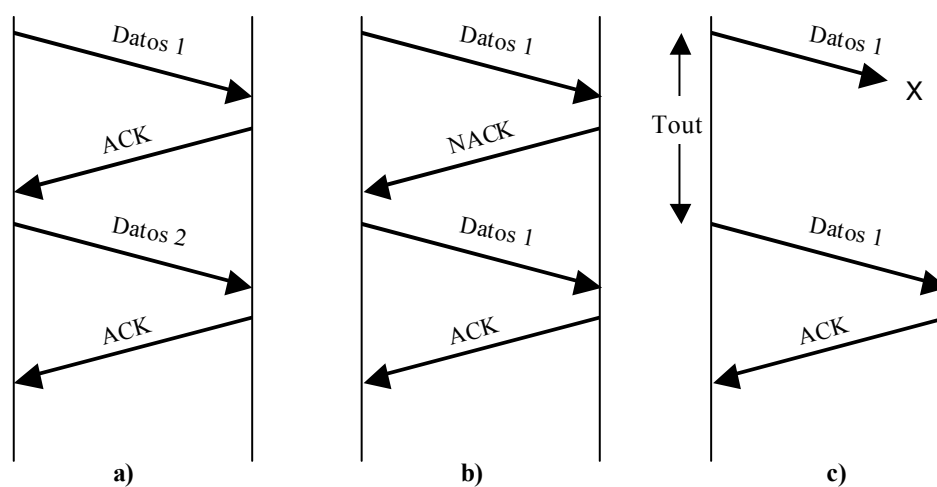 Datos 1
ACK
Datos 2
ACK
a)
Datos 1
NACK
Datos 1
ACK
b)
Datos 1
X
Tout
Datos 1
ACK
c)